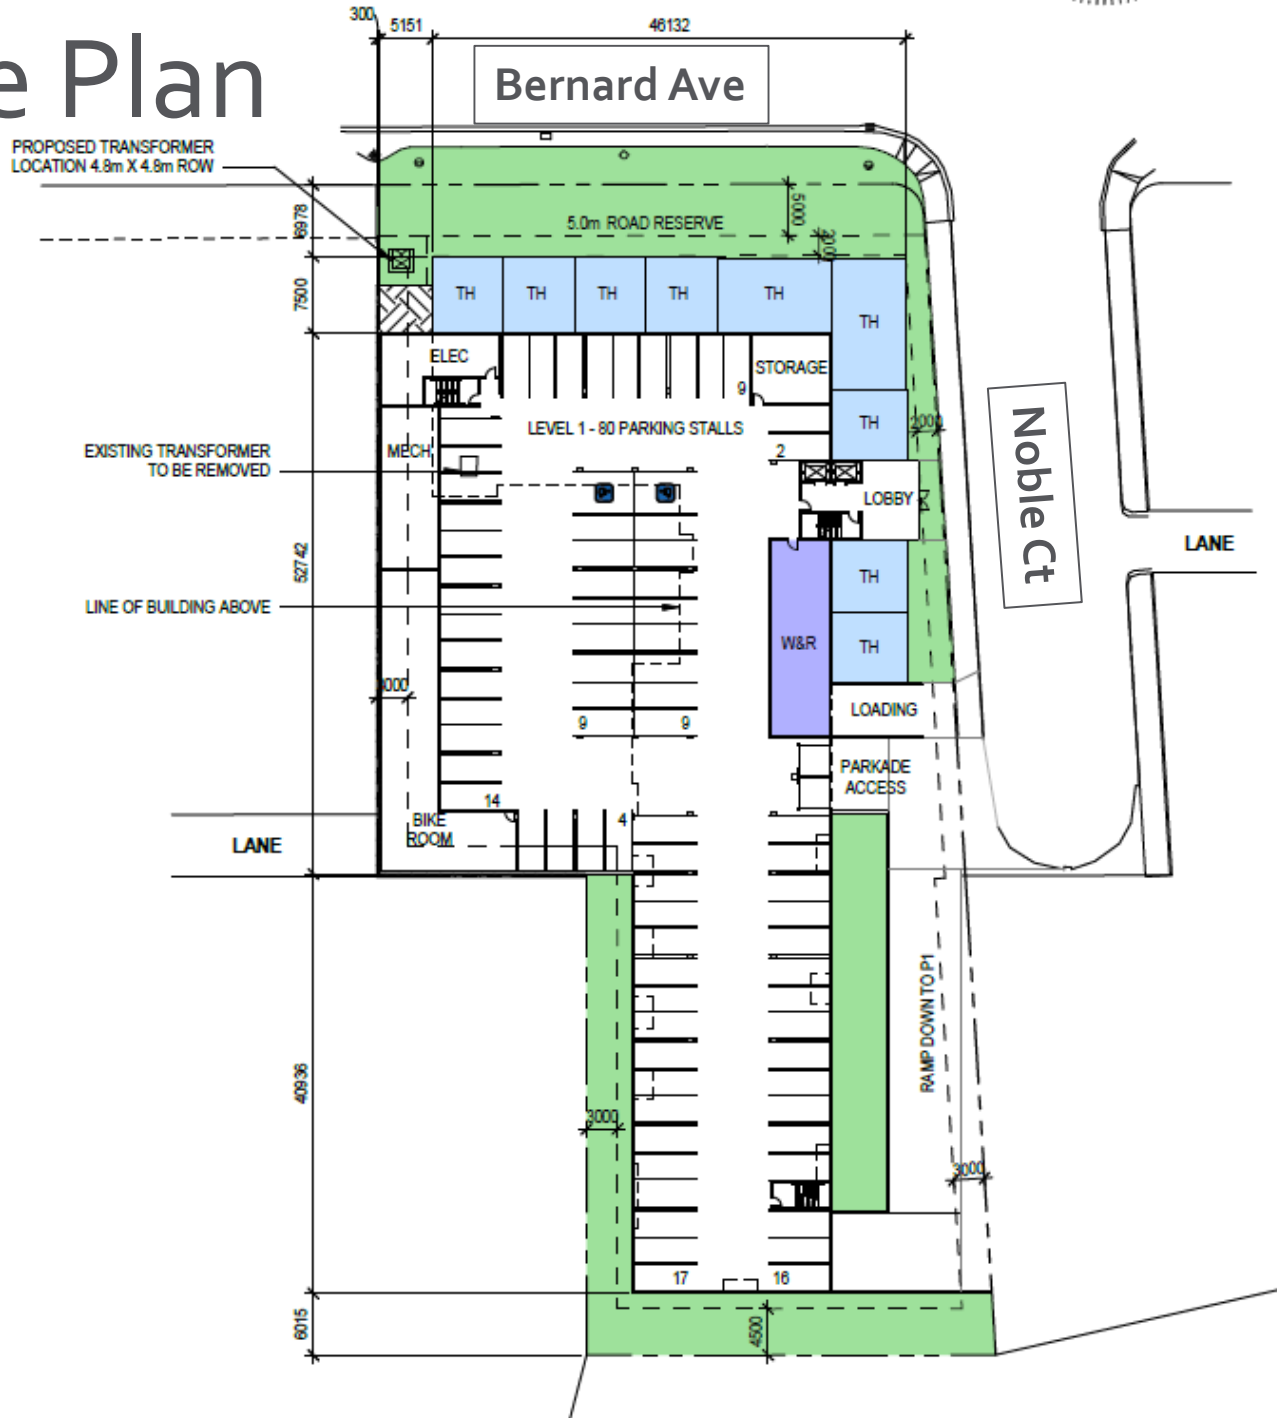 300
5151
46132
e Plan
Bernard Ave
PROPOSED TRANSFORMER
LOCATION 4.8m X 4.8m ROW
6978
5.0m ROAD RESERVE
5000
2000
7500
TH
TH
TH
TH
TH
TH
ELEC
STORAGE
9
LEVEL 1 - 80 PARKING STALLS
TH
2000
EXISTING TRANSFORMER
TO BE REMOVED
MECH
2
LOBBY
Noble Ct
LANE
52742
LINE OF BUILDING ABOVE
TH
W&R
TH
3000
9
9
LOADING
PARKADE
ACCESS
14
BIKE
ROOM
4
LANE
RAMP DOWN TO P1
40936
3000
3000
17
16
6015
4500